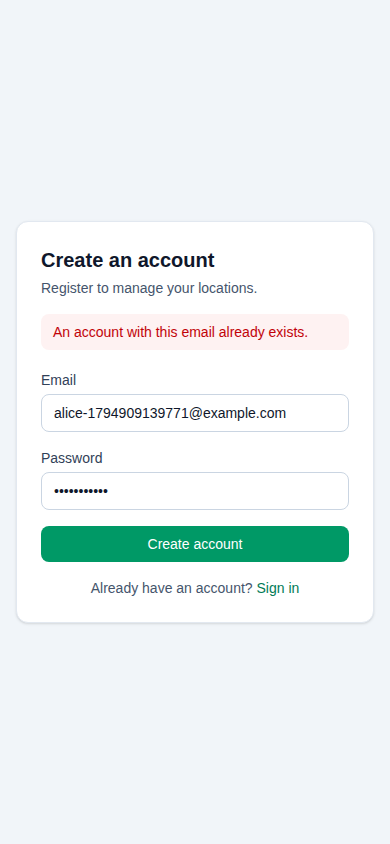 Create an account
Register to manage your locations.
An account with this email already exists.
Email
alice-1794909139771@example.com
Password
•••••••••••
Create account
Already have an account? Sign in